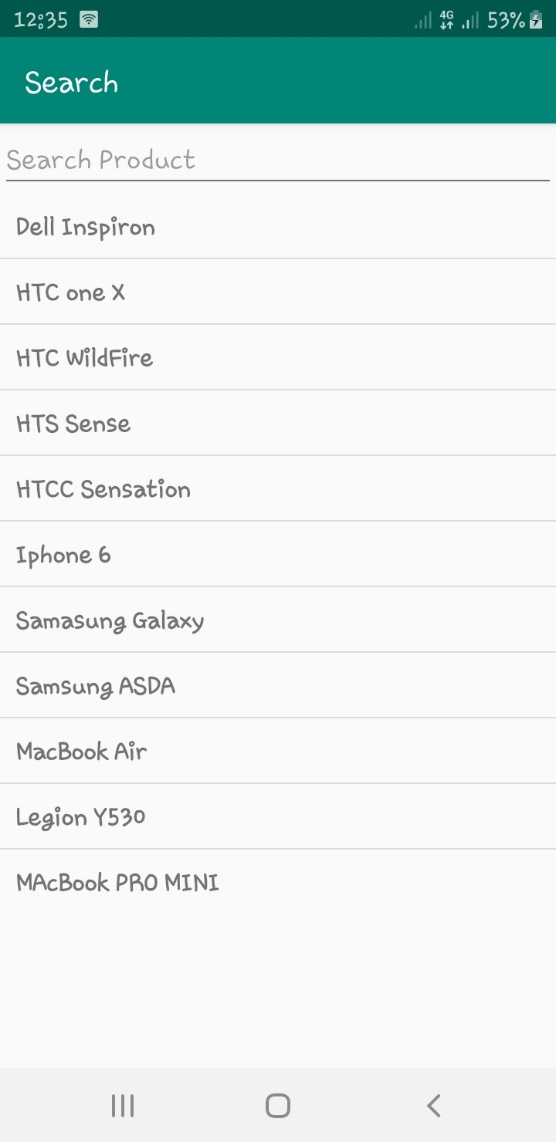 12:35 4G 53%
Search
Search Product
Dell Inspiron
HTC one X
HTC WildFire
HTS Sense
HTCC Sensation
Iphone 6
Samasung Galaxy
Samsung ASDA
MacBook Air
Legion Y530
MAcBook PRO MINI